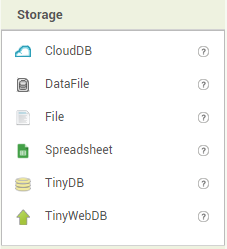 Storage
CloudDB ?
DataFile ?
File ?
Spreadsheet ?
TinyDB ?
TinyWebDB ?